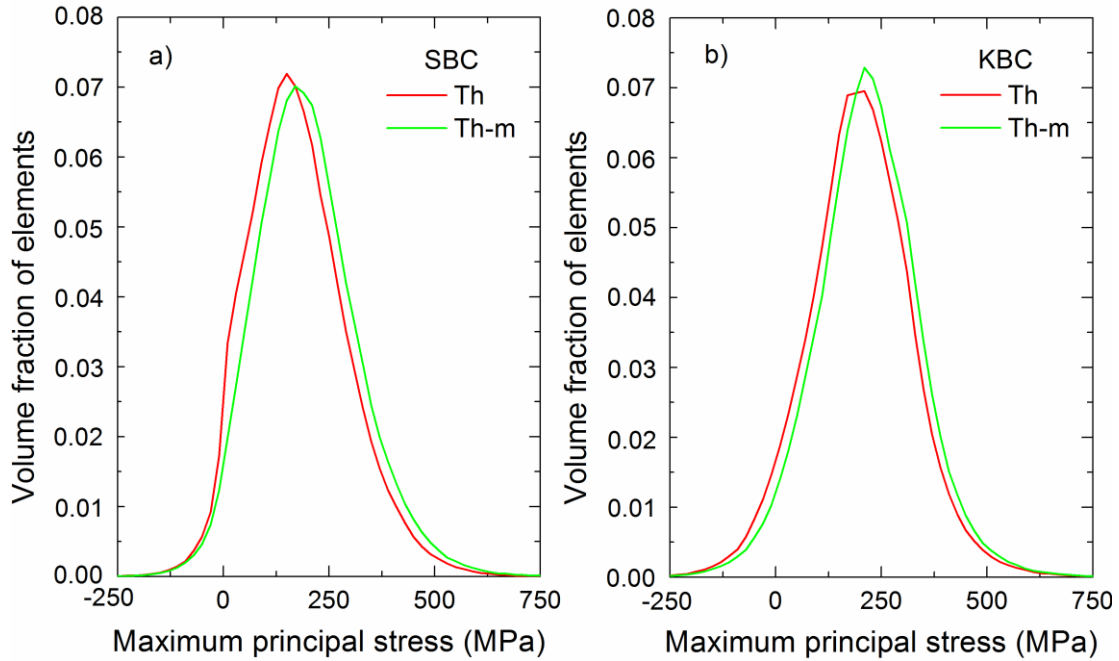 a)
SBC
Th
Th-m
0.08
0.07
0.06
0.05
0.04
0.03
0.02
0.01
0.00
Volume fraction of elements
-250
0
250
500
750
Maximum principal stress (MPa)
b)
KBC
Th
Th-m
0.08
0.07
0.06
0.05
0.04
0.03
0.02
0.01
0.00
Volume fraction of elements
-250
0
250
500
750
Maximum principal stress (MPa)